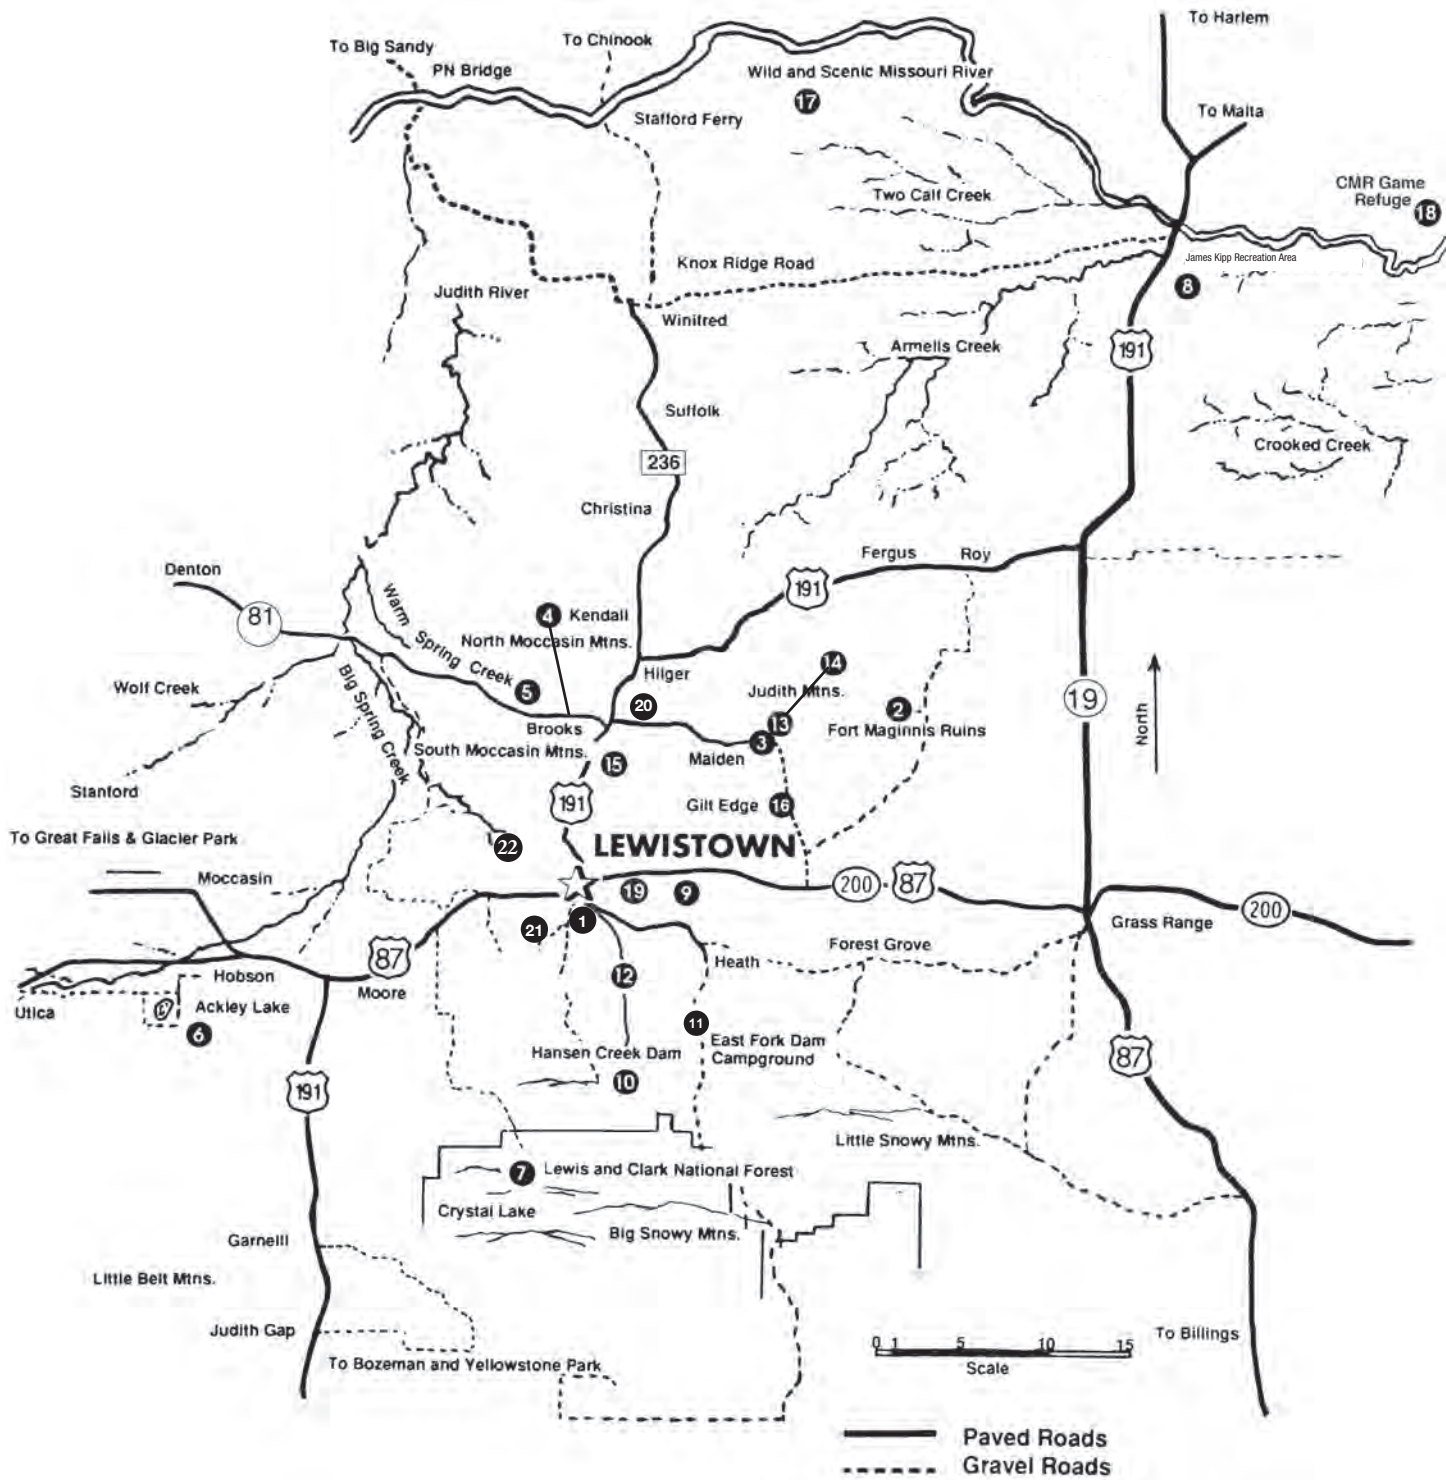 To Harlem
To Big Sandy
To Chinook
PN Bridge
Wild and Scenic Missouri River
17
Stafford Ferry
To Malta
CMR Game
Refuge
18
Two Calf Creek
Knox Ridge Road
James Kipp Recreation Area
8
Judith River
Winifred
Armells Creek
191
Suffolk
Crooked Creek
236
Christina
Fergus
Roy
Denton
191
81
Warm Spring Creek
4
Kendall
North Moccasin Mtns.
Hilger
14
Judith Mtns.
Wolf Creek
5
19
Big Spring Creek
20
13
2
Fort Maginnis Ruins
North
Brooks
South Moccasin Mtns.
3
Maiden
15
Stanford
191
Gilt Edge
16
To Great Falls & Glacier Park
22
LEWISTOWN
Moccasin
19
9
200
87
200
1
Grass Range
21
87
Forest Grove
Heath
Hobson
12
Moore
Utica
Ackley Lake
6
11
East Fork Dam
Campground
Hansen Creek Dam
10
87
191
Little Snowy Mtns.
7
Lewis and Clark National Forest
Crystal Lake
Big Snowy Mtns.
Garneill
Little Belt Mtns.
Judith Gap
To Billings
To Bozeman and Yellowstone Park
0 1 5 10 15
Scale
Paved Roads
Gravel Roads